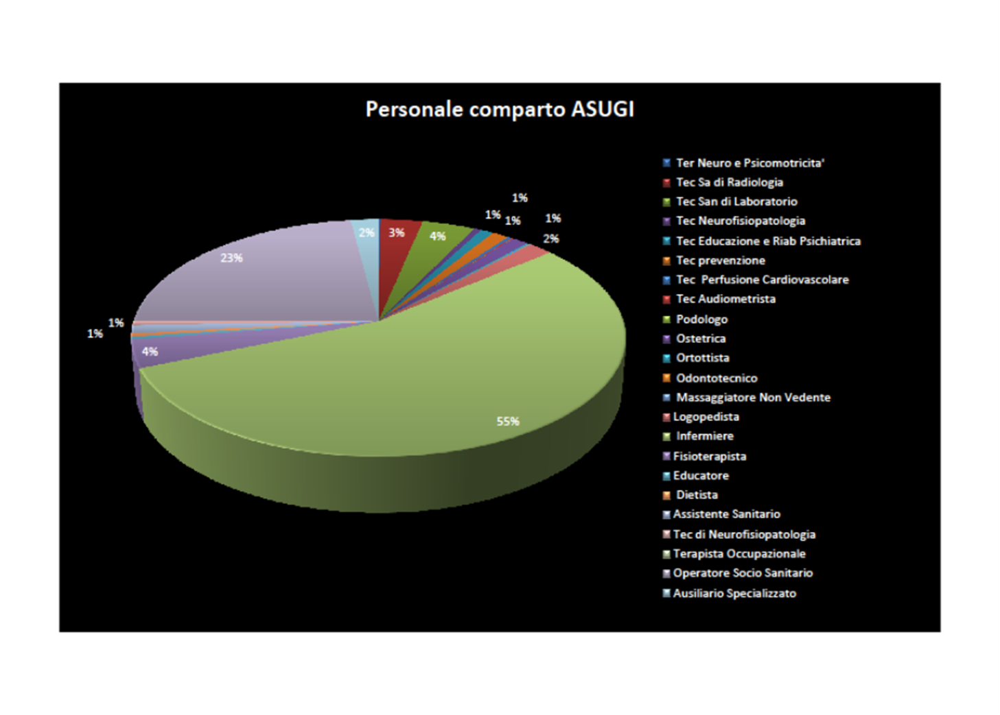 Personale comparto ASUGI
1%
1%
1%
1%
2%
2%
3%
4%
23%
1%
1%
4%
55%
Ter Neuro e Psicomotricita'
Tec Sa di Radiologia
Tec San di Laboratorio
Tec Neurofisiopatologia
Tec Educazione e Riab Psichiatrica
Tec prevenzione
Tec Perfusione Cardiovascolare
Tec Audiometrista
Podologo
Ostetrica
Ortottista
Odontotecnico
Massaggiatore Non Vedente
Logopedista
Infermiere
Fisioterapista
Educatore
Dietista
Assistente Sanitario
Tec di Neurofisiopatologia
Terapista Occupazionale
Operatore Socio Sanitario
Ausiliario Specializzato